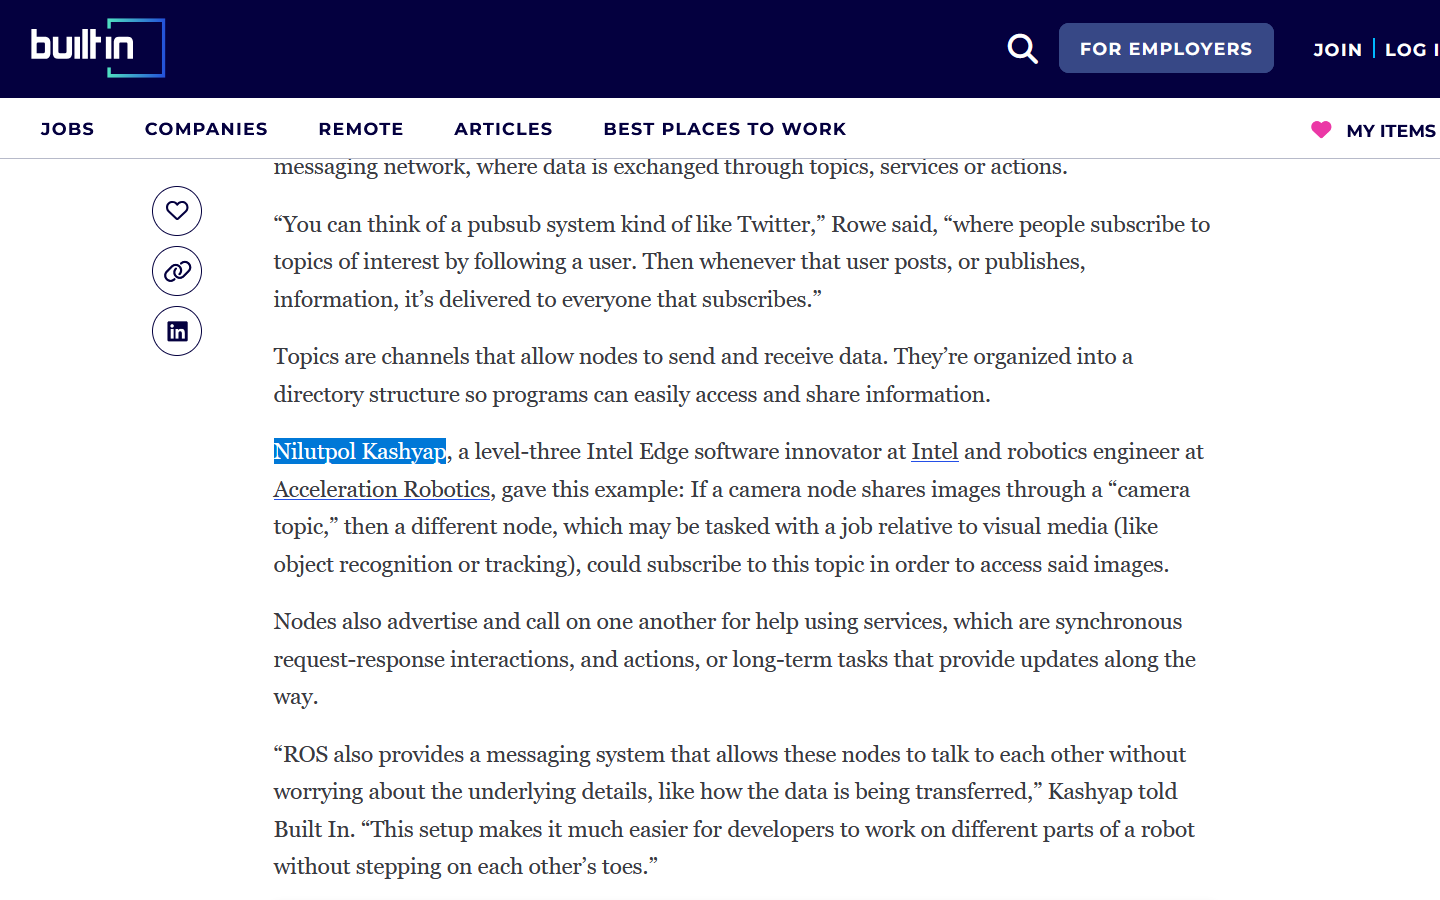 built in
FOR EMPLOYERS
JOIN
LOG I
JOBS
COMPANIES
REMOTE
ARTICLES
BEST PLACES TO WORK
MY ITEMS
messaging network, where data is exchanged through topics, services or actions.
“You can think of a pubsub system kind of like Twitter,” Rowe said, “where people subscribe to
topics of interest by following a user. Then whenever that user posts, or publishes,
information, it’s delivered to everyone that subscribes.”
Topics are channels that allow nodes to send and receive data. They’re organized into a
directory structure so programs can easily access and share information.
Nilutpol Kashyap, a level-three Intel Edge software innovator at Intel and robotics engineer at
Acceleration Robotics, gave this example: If a camera node shares images through a “camera
topic,” then a different node, which may be tasked with a job relative to visual media (like
object recognition or tracking), could subscribe to this topic in order to access said images.
Nodes also advertise and call on one another for help using services, which are synchronous
request-response interactions, and actions, or long-term tasks that provide updates along the
way.
“ROS also provides a messaging system that allows these nodes to talk to each other without
worrying about the underlying details, like how the data is being transferred,” Kashyap told
Built In. “This setup makes it much easier for developers to work on different parts of a robot
without stepping on each other’s toes.”